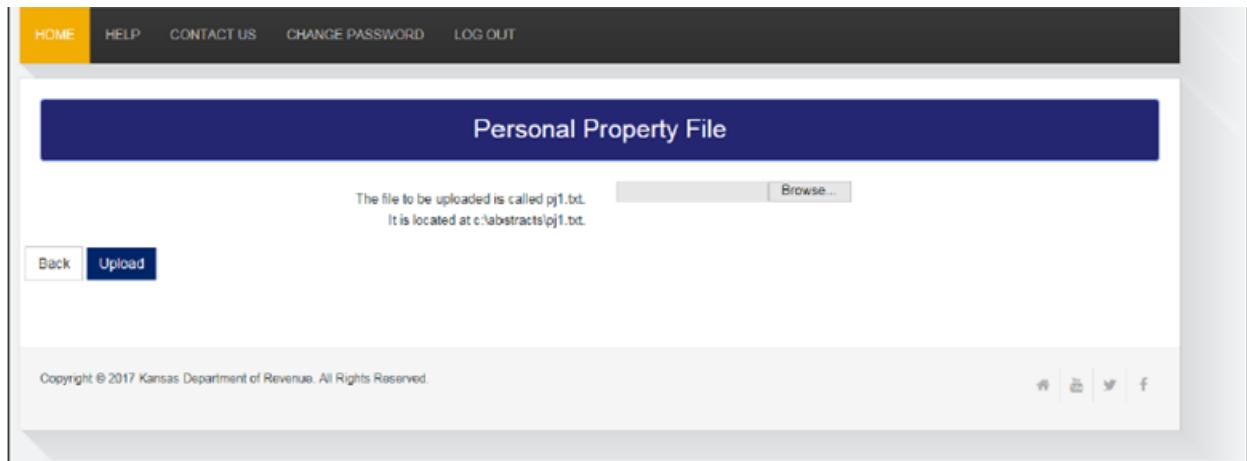 HOME HELP CONTACT US CHANGE PASSWORD LOG OUT
Personal Property File
The file to be uploaded is called pj1.txt.
Browse...
It is located at c:\abstracts\pj1.txt.
Back Upload
Copyright © 2017 Kansas Department of Revenue. All Rights Reserved.